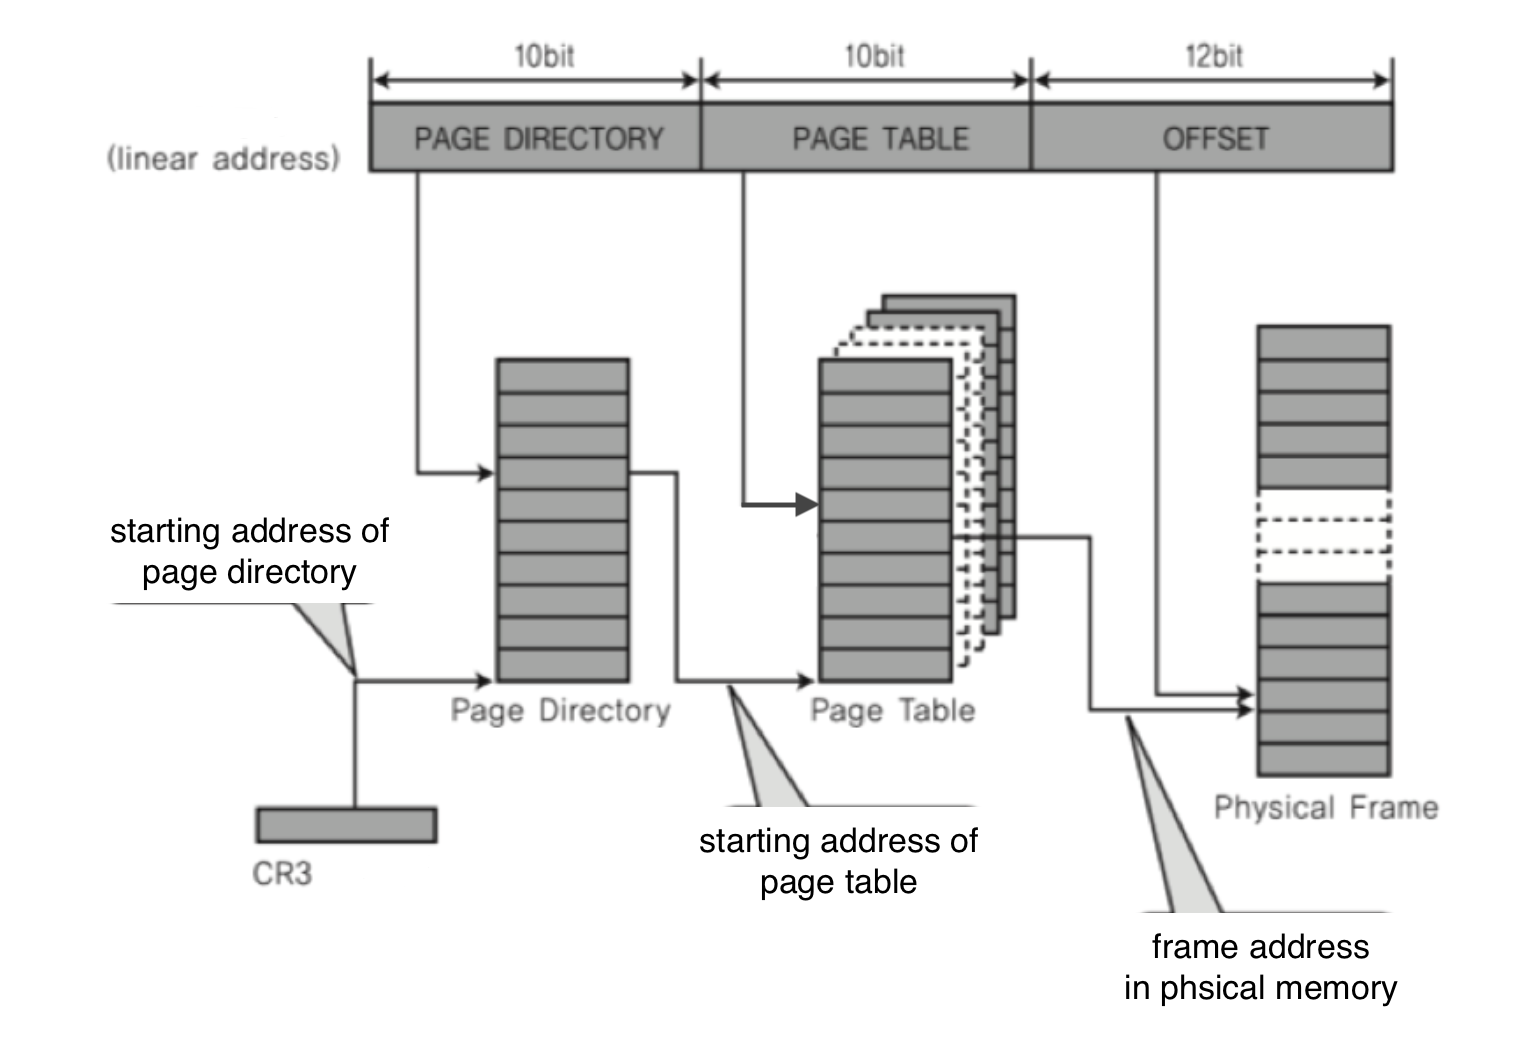 10bit
10bit
12bit
(linear address)
PAGE DIRECTORY
PAGE TABLE
OFFSET
starting address of
page directory
Page Directory
Page Table
Physical Frame
CR3
starting address of
page table
frame address
in phsical memory